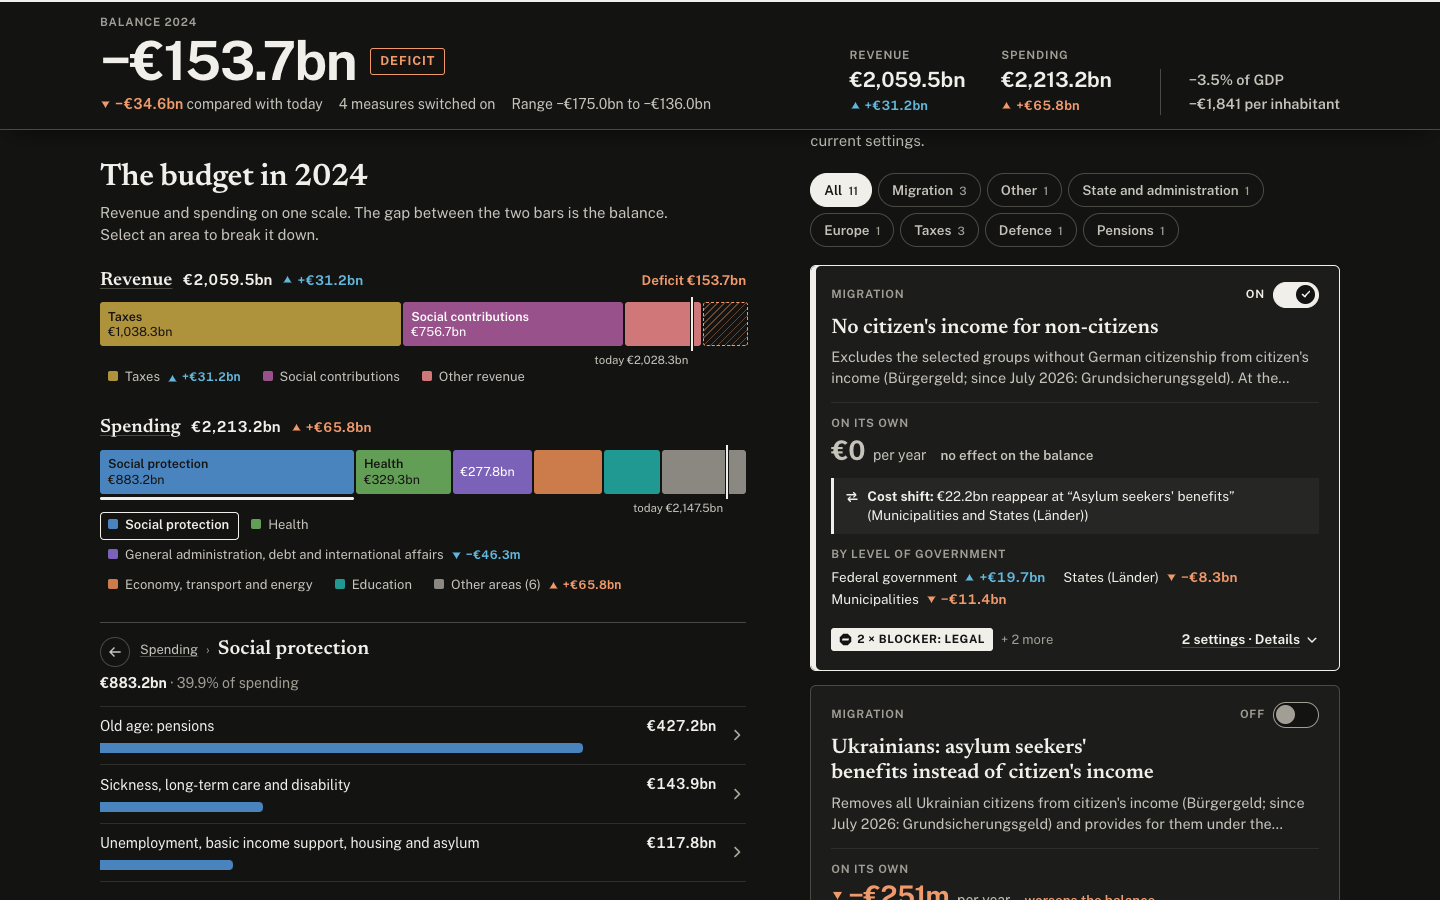 BALANCE 2024
−€153.7bn DEFICIT
▼ −€34.6bn compared with today 4 measures switched on Range −€175.0bn to −€136.0bn
REVENUE
€2,059.5bn
▲ +€31.2bn
SPENDING
€2,213.2bn
▲ +€65.8bn
−3.5% of GDP
−€1,841 per inhabitant
The budget in 2024
Revenue and spending on one scale. The gap between the two bars is the balance.
Select an area to break it down.
Revenue €2,059.5bn ▲ +€31.2bn Deficit €153.7bn
Taxes
€1,038.3bn
Social contributions
€756.7bn
today €2,028.3bn
Taxes ▲ +€31.2bn Social contributions Other revenue
Spending €2,213.2bn ▲ +€65.8bn
Social protection
€883.2bn
Health
€329.3bn
€277.8bn
today €2,147.5bn
Social protection Health
General administration, debt and international affairs ▼ −€46.3m
Economy, transport and energy Education Other areas (6) ▲ +€65.8bn
Spending › Social protection
€883.2bn · 39.9% of spending
Old age: pensions €427.2bn
Sickness, long-term care and disability €143.9bn
Unemployment, basic income support, housing and asylum €117.8bn
current settings.
All 11 Migration 3 Other 1 State and administration 1
Europe 1 Taxes 3 Defence 1 Pensions 1
MIGRATION ON
No citizen's income for non-citizens
Excludes the selected groups without German citizenship from citizen's
income (Bürgergeld; since July 2026: Grundsicherungsgeld). At the...
ON ITS OWN
€0 per year no effect on the balance
Cost shift: €22.2bn reappear at “Asylum seekers' benefits”
(Municipalities and States (Länder))
BY LEVEL OF GOVERNMENT
Federal government ▲ +€19.7bn States (Länder) ▼ −€8.3bn
Municipalities ▼ −€11.4bn
2 × BLOCKER: LEGAL + 2 more 2 settings · Details
MIGRATION OFF
Ukrainians: asylum seekers'
benefits instead of citizen's income
Removes all Ukrainian citizens from citizen's income (Bürgergeld; since
July 2026: Grundsicherungsgeld) and provides for them under the...
ON ITS OWN
▼ −€251m per year worsens the balance